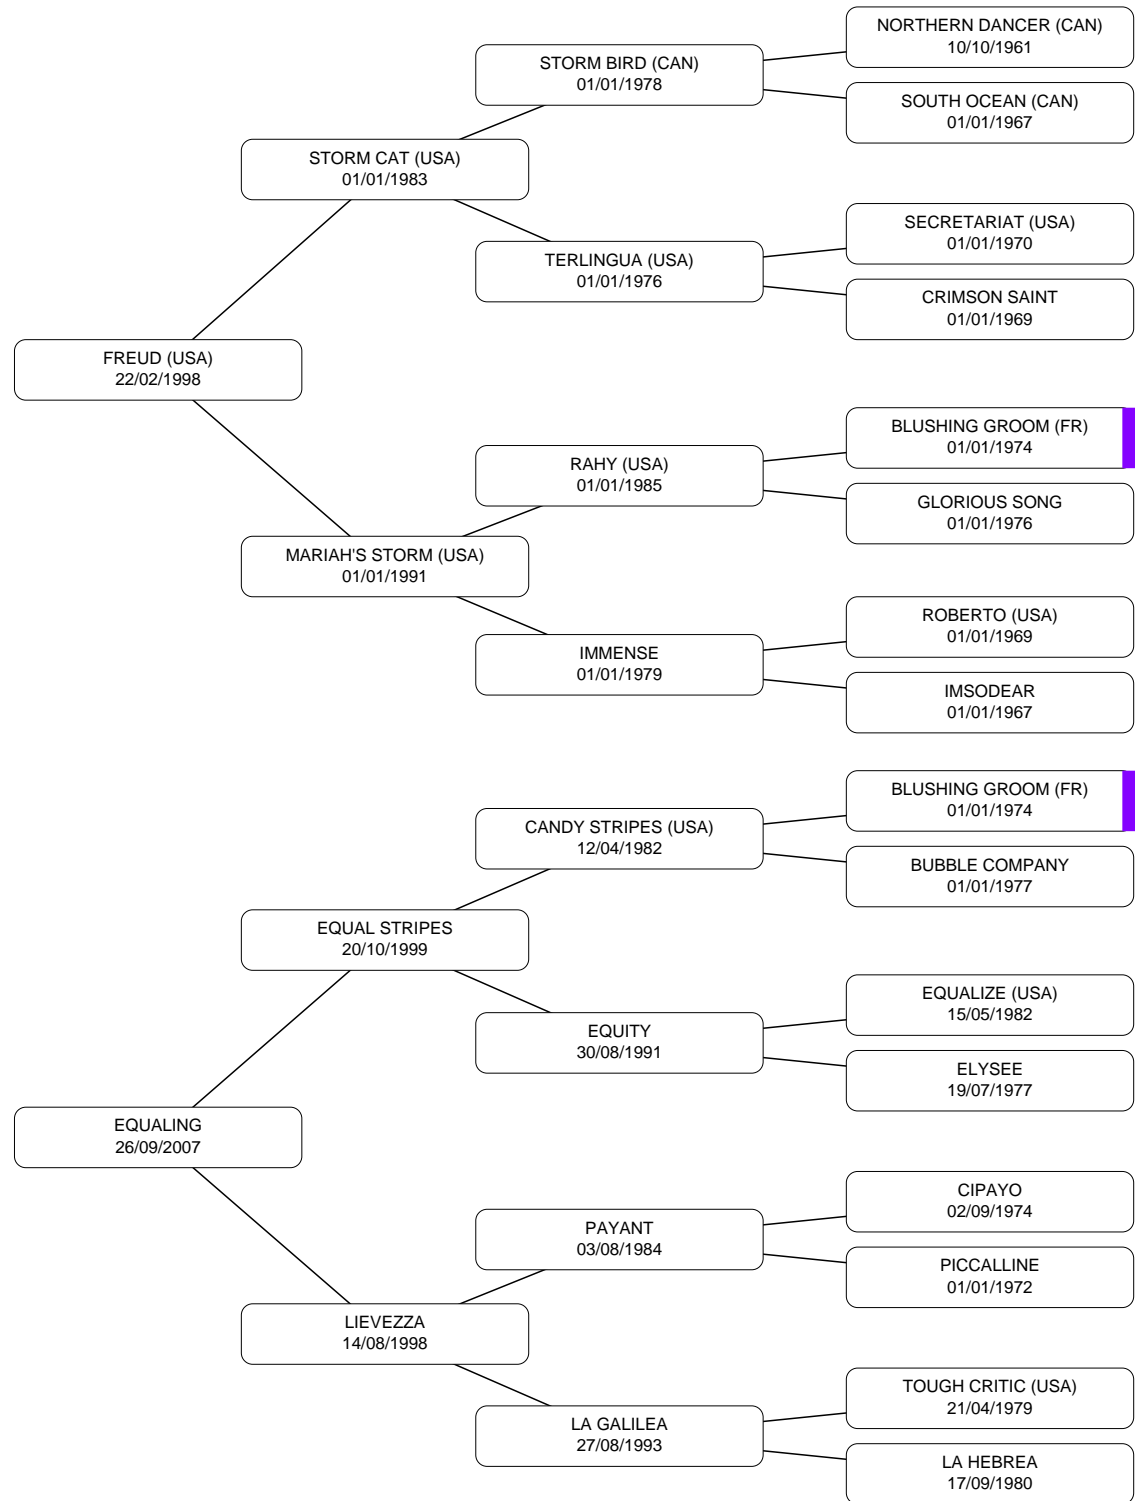 NORTHERN DANCER (CAN)
10/10/1961
STORM BIRD (CAN)
01/01/1978
SOUTH OCEAN (CAN)
01/01/1967
STORM CAT (USA)
01/01/1983
SECRETARIAT (USA)
01/01/1970
TERLINGUA (USA)
01/01/1976
CRIMSON SAINT
01/01/1969
FREUD (USA)
22/02/1998
BLUSHING GROOM (FR)
01/01/1974
RAHY (USA)
01/01/1985
GLORIOUS SONG
01/01/1976
MARIAH'S STORM (USA)
01/01/1991
ROBERTO (USA)
01/01/1969
IMMENSE
01/01/1979
IMSODEAR
01/01/1967
BLUSHING GROOM (FR)
01/01/1974
CANDY STRIPES (USA)
12/04/1982
BUBBLE COMPANY
01/01/1977
EQUAL STRIPES
20/10/1999
EQUALIZE (USA)
15/05/1982
EQUITY
30/08/1991
ELYSEE
19/07/1977
EQUALING
26/09/2007
CIPAYO
02/09/1974
PAYANT
03/08/1984
PICCALLINE
01/01/1972
LIEVEZZA
14/08/1998
TOUGH CRITIC (USA)
21/04/1979
LA GALILEA
27/08/1993
LA HEBREA
17/09/1980